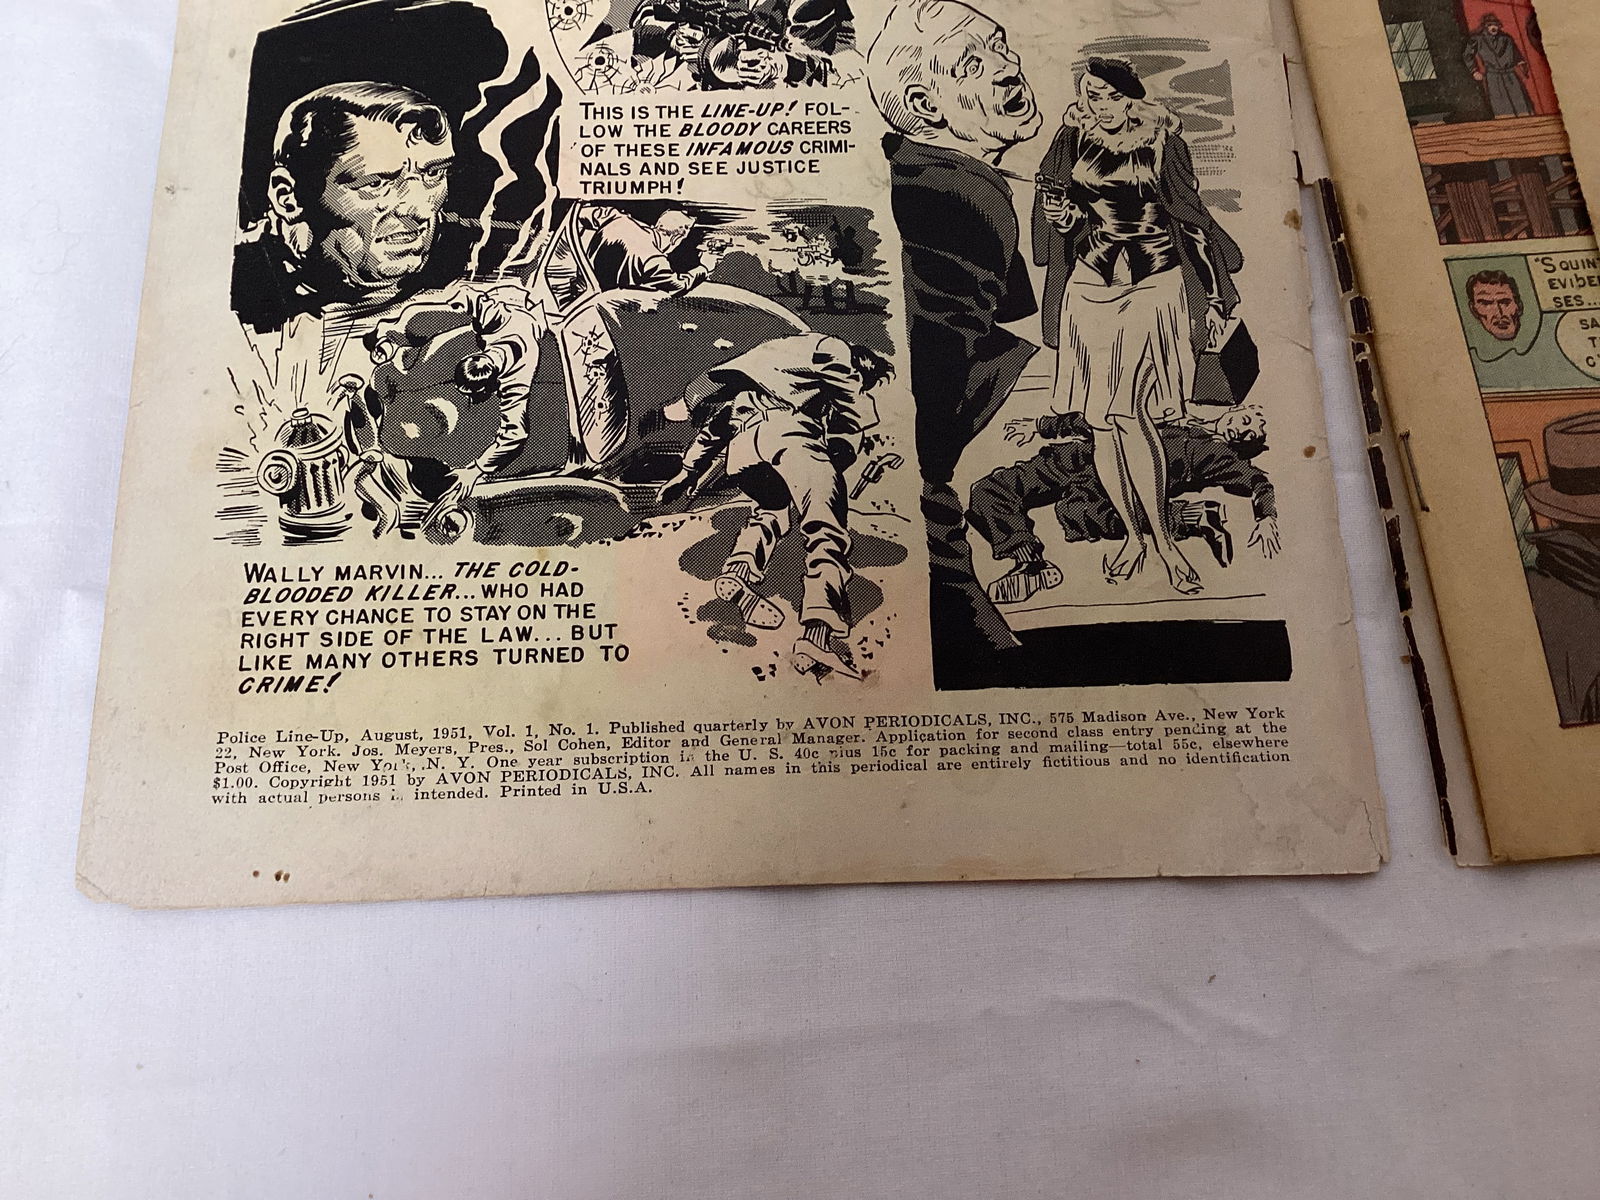 THIS IS THE LINE-UP! FOL-
LOW THE BLOODY CAREERS
OF THESE INFAMOUS CRIMI-
NALS AND SEE JUSTICE
TRIUMPH!
WALLY MARVIN... THE COLD-
BLOODED KILLER... WHO HAD
EVERY CHANCE TO STAY ON THE
RIGHT SIDE OF THE LAW... BUT
LIKE MANY OTHERS TURNED TO
CRIME!
Police Line-Up, August, 1951, Vol. 1, No. 1. Published quarterly by AVON PERIODICALS, INC., 575 Madison Ave., New York
22, New York. Jos. Meyers, Pres., Sol Cohen, Editor and General Manager. Application for second class entry pending at the
Post Office, New York, N. Y. One year subscription in the U. S. 40c plus 15c for packing and mailing—total 55c, elsewhere
$1.00. Copyright 1951 by AVON PERIODICALS, INC. All names in this periodical are entirely fictitious and no identification
with actual persons is intended. Printed in U.S.A.
"SQUIN
EVIDE
SES...
SA
T